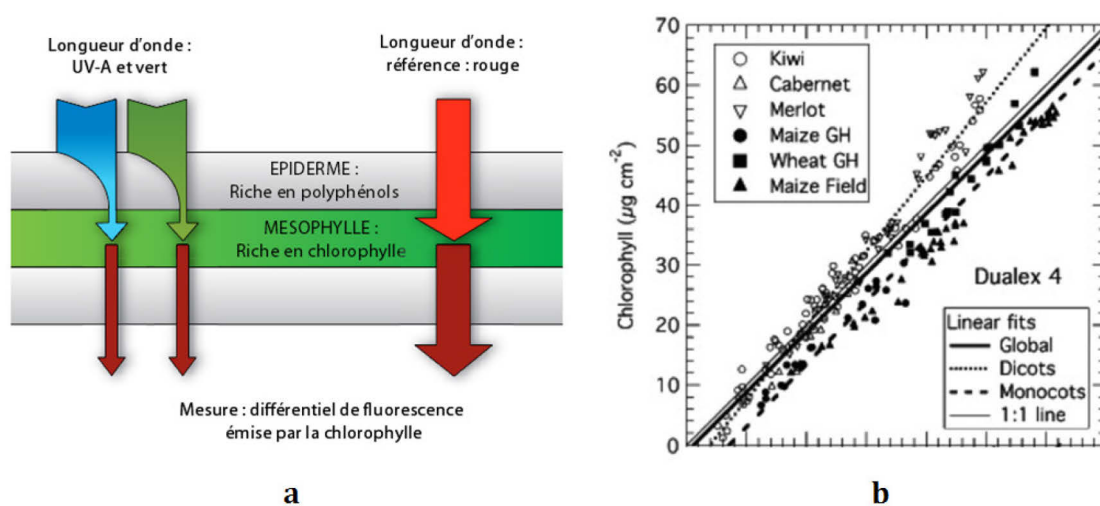 Longueur d'onde :
UV-A et vert
Longueur d'onde :
référence : rouge
EPIDERME :
Riche en polyphénols
MESOPHYLLE :
Riche en chlorophylle
Mesure : différentiel de fluorescence
émise par la chlorophylle
a
Chlorophyll (µg cm-2)
70
60
50
40
30
20
10
0
Kiwi
Cabernet
Merlot
Maize GH
Wheat GH
Maize Field
Dualex 4
Linear fits
Global
Dicots
Monocots
1:1 line
b